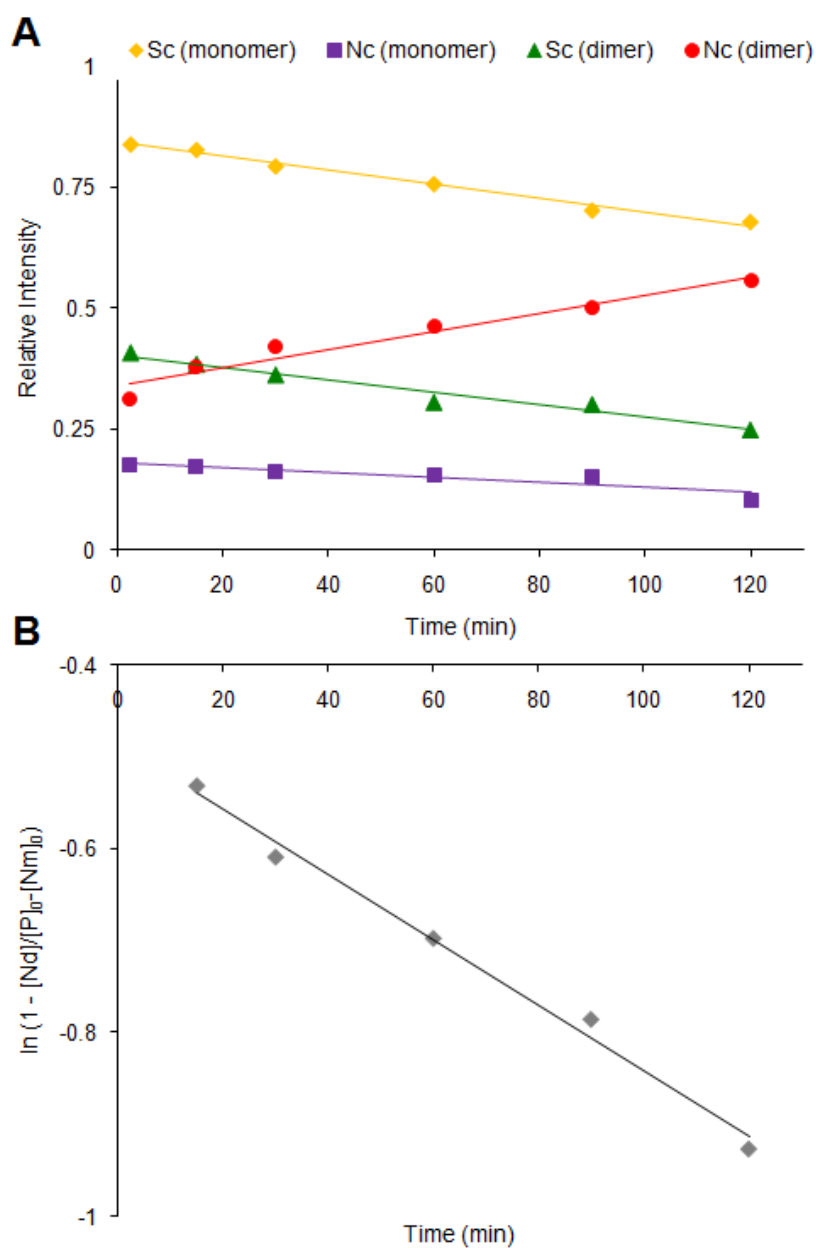 A
Sc (monomer) Nc (monomer) Sc (dimer) Nc (dimer)
1
0.75
0.5
0.25
0
Relative Intensity
0 20 40 60 80 100 120
Time (min)
B
-0.4
0 20 40 60 80 100 120
-0.6
-0.8
-1
ln (1 - [Nd]/[P]₀-[Nm]₀)
Time (min)